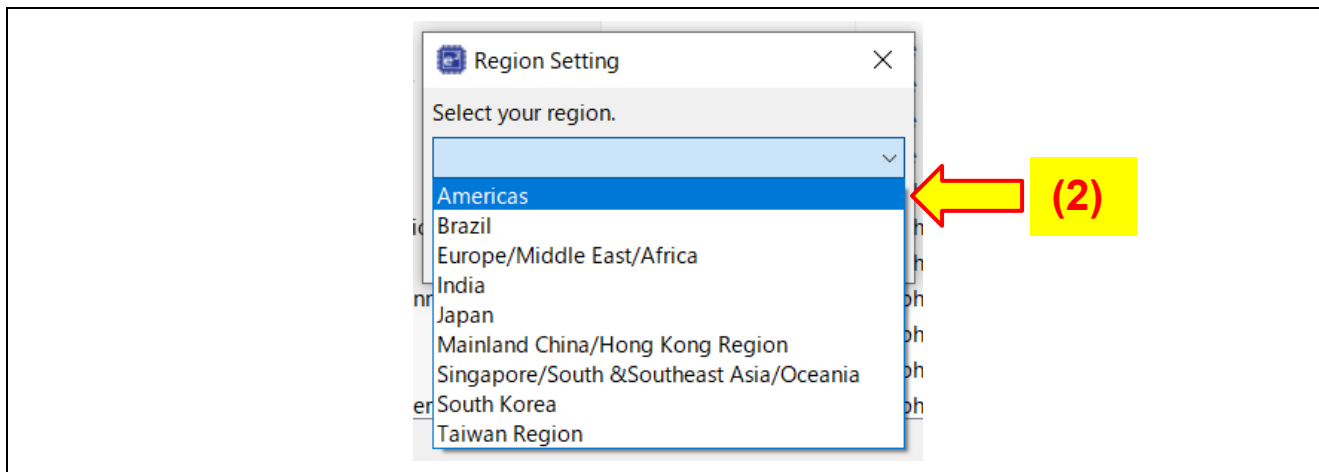 Region Setting
Select your region.
Americas
(2)
Brazil
Europe/Middle East/Africa
India
Japan
Mainland China/Hong Kong Region
Singapore/South &Southeast Asia/Oceania
South Korea
Taiwan Region